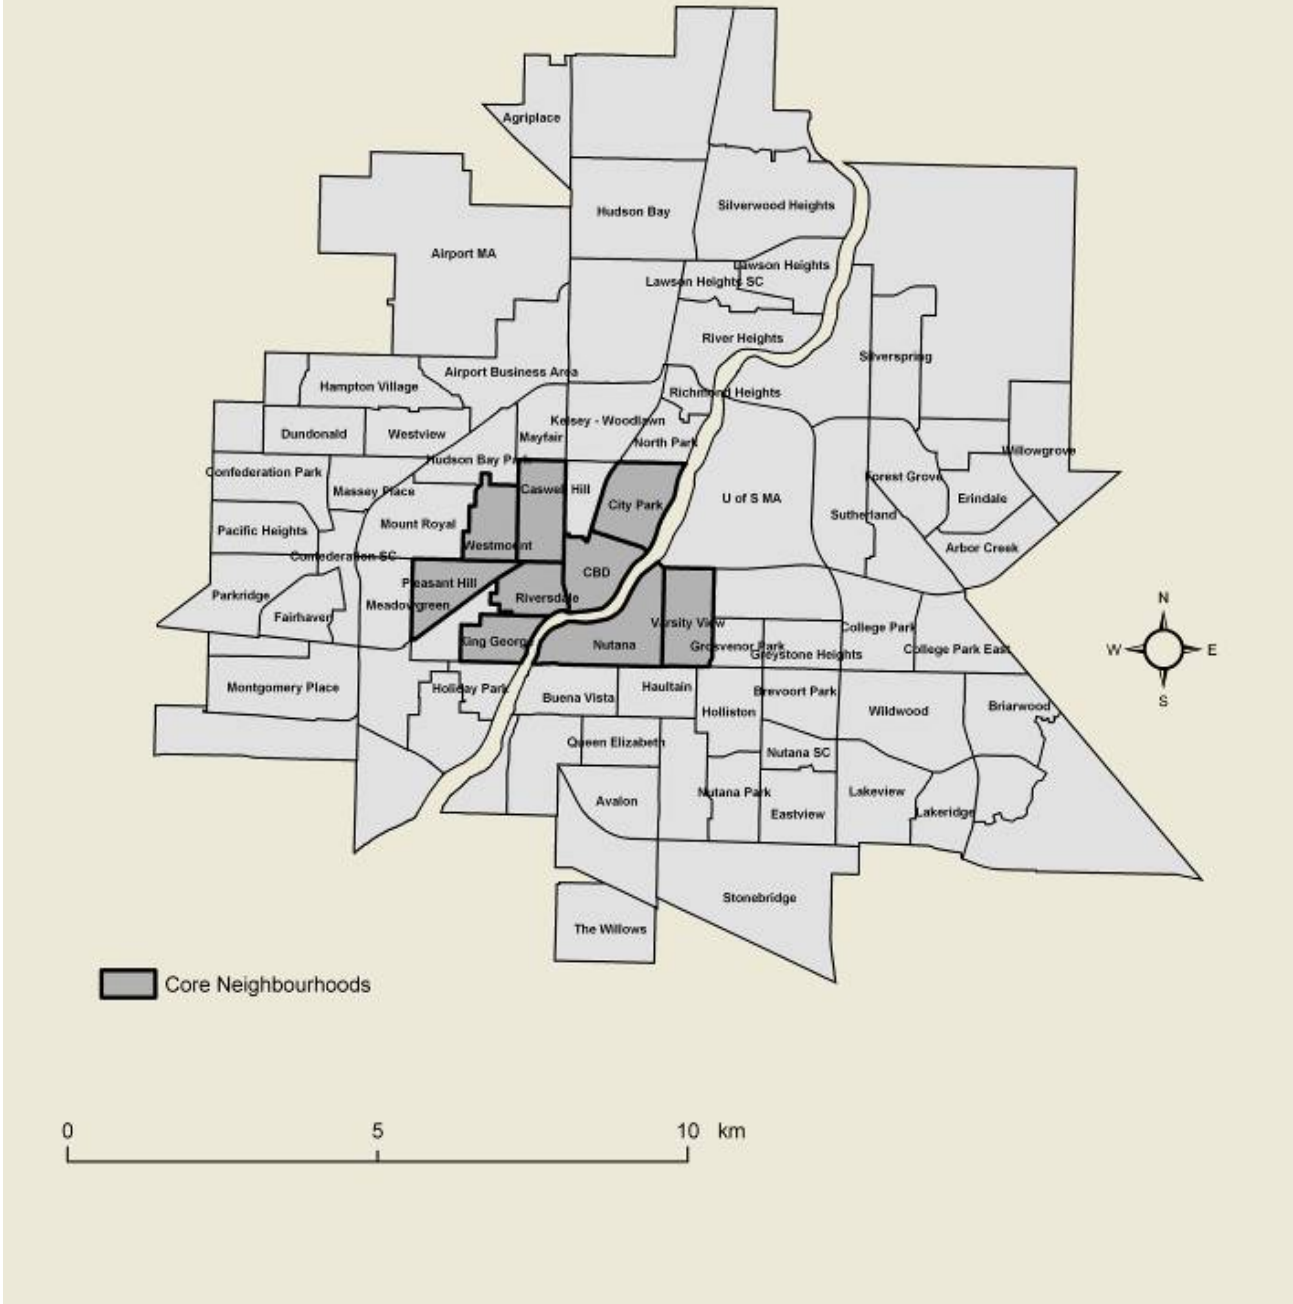 Agriplace
Hudson Bay
Silverwood Heights
Airport MA
Lawson Heights
Lawson Heights SC
River Heights
Silverspring
Airport Business Area
Hampton Village
Richmond Heights
Kelsey - Woodlawn
Dundonald
Westview
Mayfair
North Park
Willowgrove
Hudson Bay Park
Confederation Park
Forest Grove
Massey Place
Caswell Hill
U of S MA
Erindale
City Park
Sutherland
Mount Royal
Pacific Heights
Westmount
Arbor Creek
Confederation SC
CBD
Pleasant Hill
Parkridge
Riversdale
Meadowgreen
N
Fairhaven
Varsity View
College Park
King George
Nutana
Grosvenor Park
Greystone Heights
College Park East
W
E
Montgomery Place
Holiday Park
Haultain
Buena Vista
Brevoort Park
S
Holliston
Wildwood
Briarwood
Queen Elizabeth
Nutana SC
Nutana Park
Lakeview
Avalon
Eastview
Lakeridge
Stonebridge
The Willows
Core Neighbourhoods
0 5 10 km